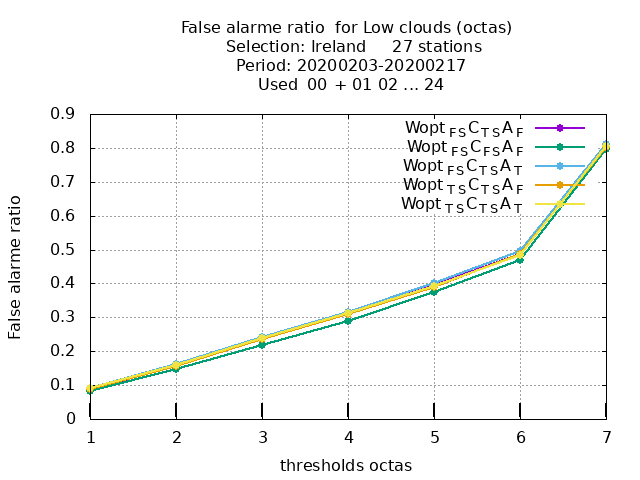 False alarme ratio  for Low clouds (octas)
Selection: Ireland     27 stations
Period: 20200203-20200217
Used  00 + 01 02 ... 24
0.9
0.8
0.7
0.6
0.5
0.4
0.3
0.2
0.1
0
False alarme ratio
Wopt FS C TS A F
Wopt FS C FS A F
Wopt FS C TS A T
Wopt TS C TS A F
Wopt TS C TS A T
1 2 3 4 5 6 7
thresholds octas